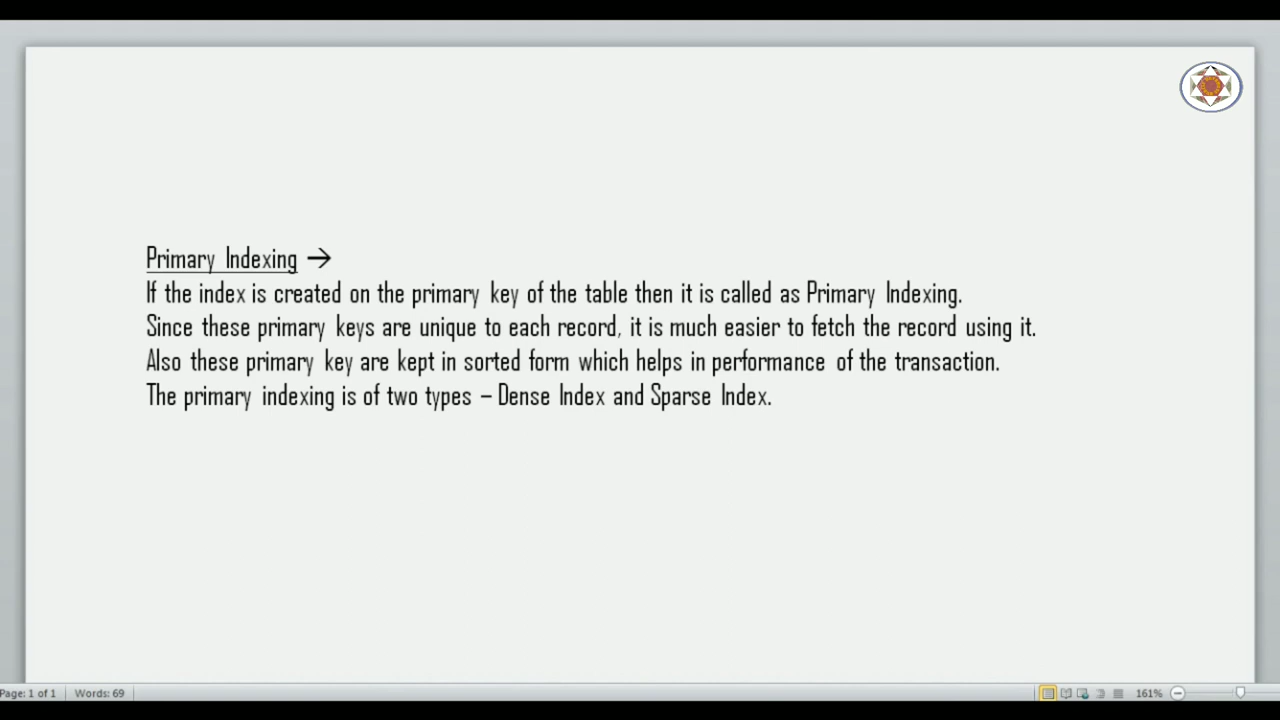 Primary Indexing →
If the index is created on the primary key of the table then it is called as Primary Indexing.
Since these primary keys are unique to each record, it is much easier to fetch the record using it.
Also these primary key are kept in sorted form which helps in performance of the transaction.
The primary indexing is of two types – Dense Index and Sparse Index.
Page: 1 of 1 Words: 69 161%